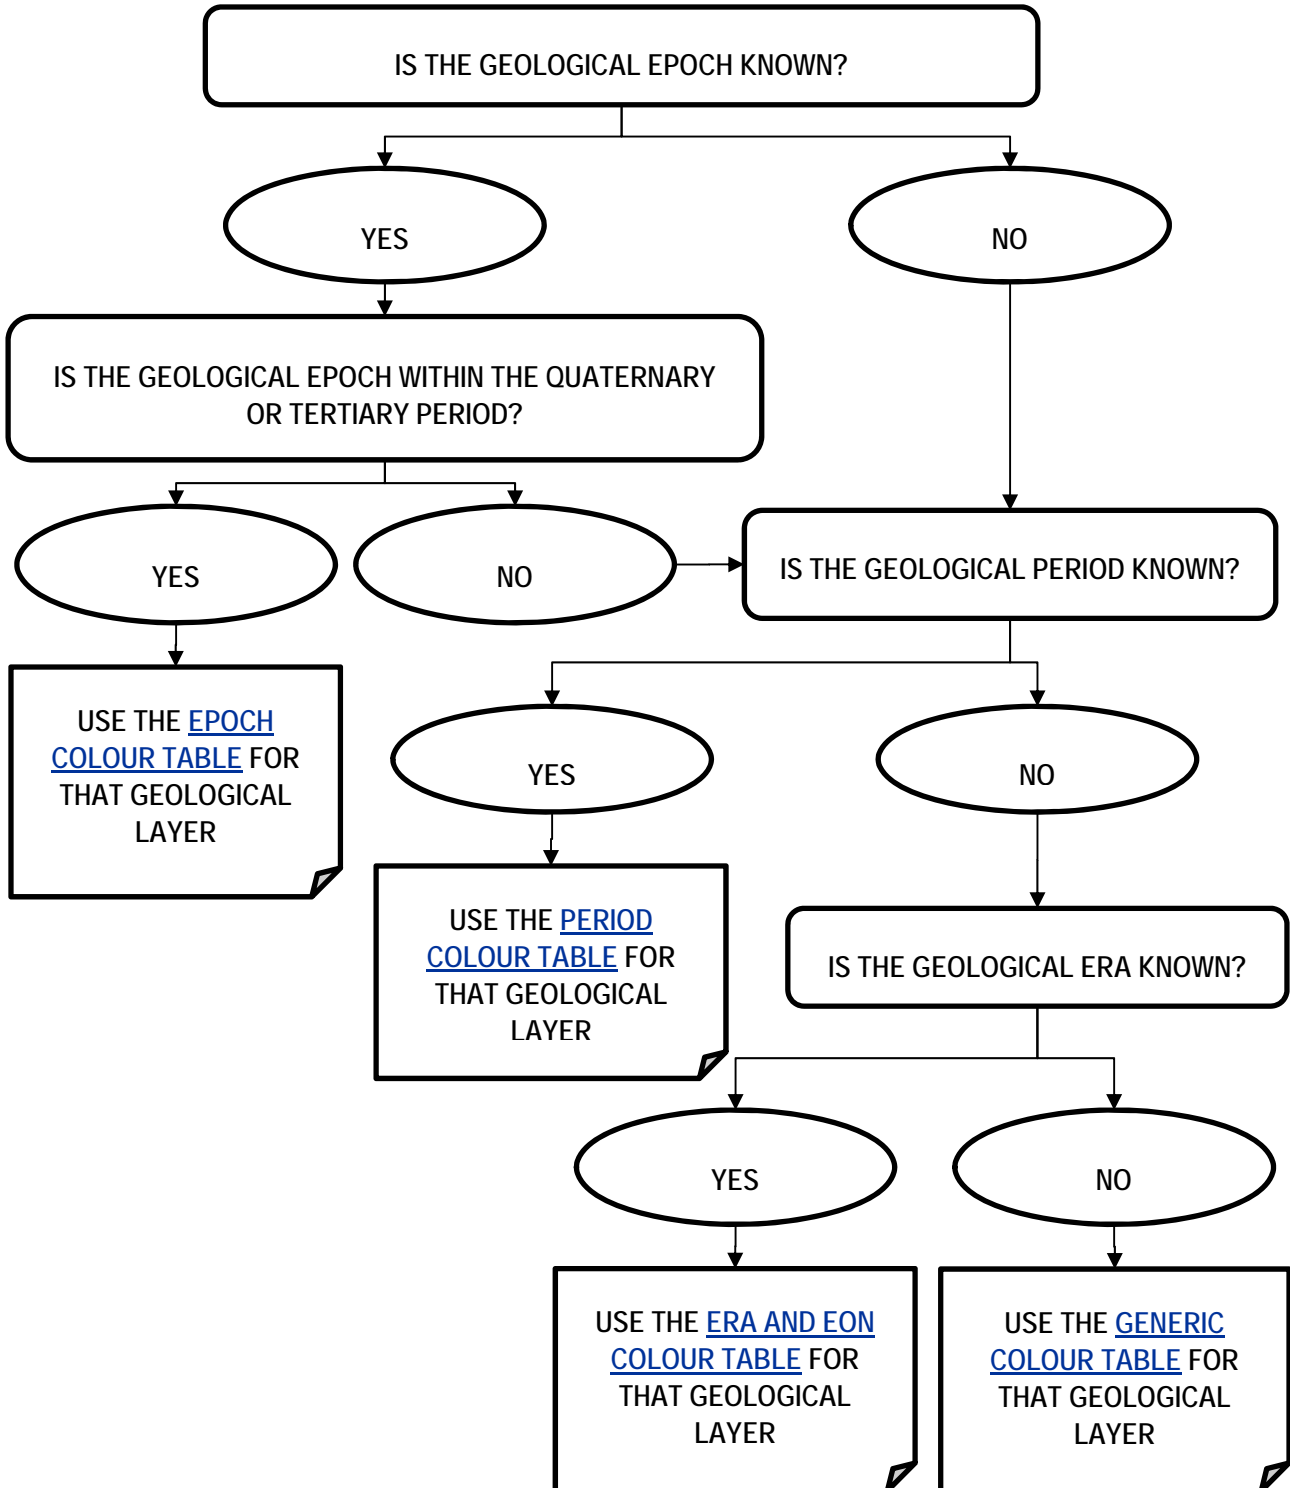 IS THE GEOLOGICAL EPOCH KNOWN?
YES
NO
IS THE GEOLOGICAL EPOCH WITHIN THE QUATERNARY
OR TERTIARY PERIOD?
YES
NO
IS THE GEOLOGICAL PERIOD KNOWN?
USE THE EPOCH
COLOUR TABLE FOR
THAT GEOLOGICAL
LAYER
YES
NO
USE THE PERIOD
COLOUR TABLE FOR
THAT GEOLOGICAL
LAYER
IS THE GEOLOGICAL ERA KNOWN?
YES
NO
USE THE ERA AND EON
COLOUR TABLE FOR
THAT GEOLOGICAL
LAYER
USE THE GENERIC
COLOUR TABLE FOR
THAT GEOLOGICAL
LAYER